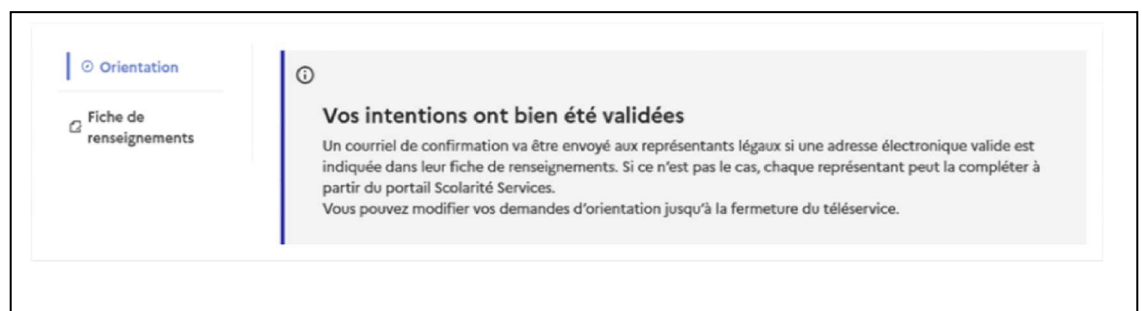 Orientation
Fiche de
renseignements
Vos intentions ont bien été validées
Un courriel de confirmation va être envoyé aux représentants légaux si une adresse électronique valide est
indiquée dans leur fiche de renseignements. Si ce n'est pas le cas, chaque représentant peut la compléter à
partir du portail Scolarité Services.
Vous pouvez modifier vos demandes d'orientation jusqu'à la fermeture du téléservice.